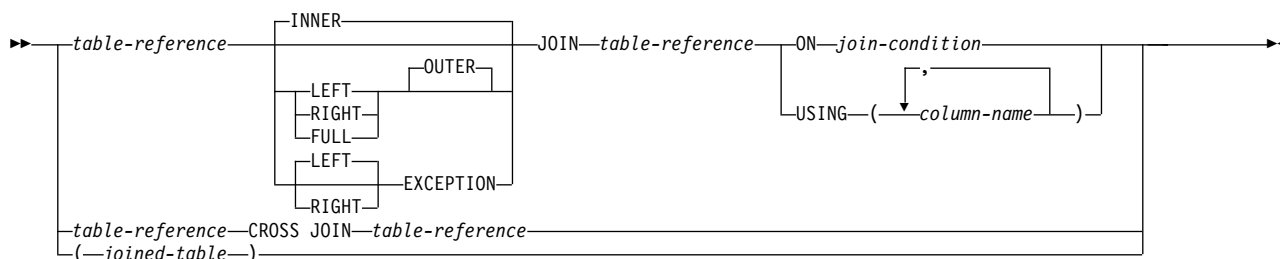 INNER
table-reference JOIN table-reference ON join-condition
OUTER ,
LEFT
RIGHT USING ( column-name )
FULL
LEFT
EXCEPTION
RIGHT
table-reference CROSS JOIN table-reference
( joined-table )